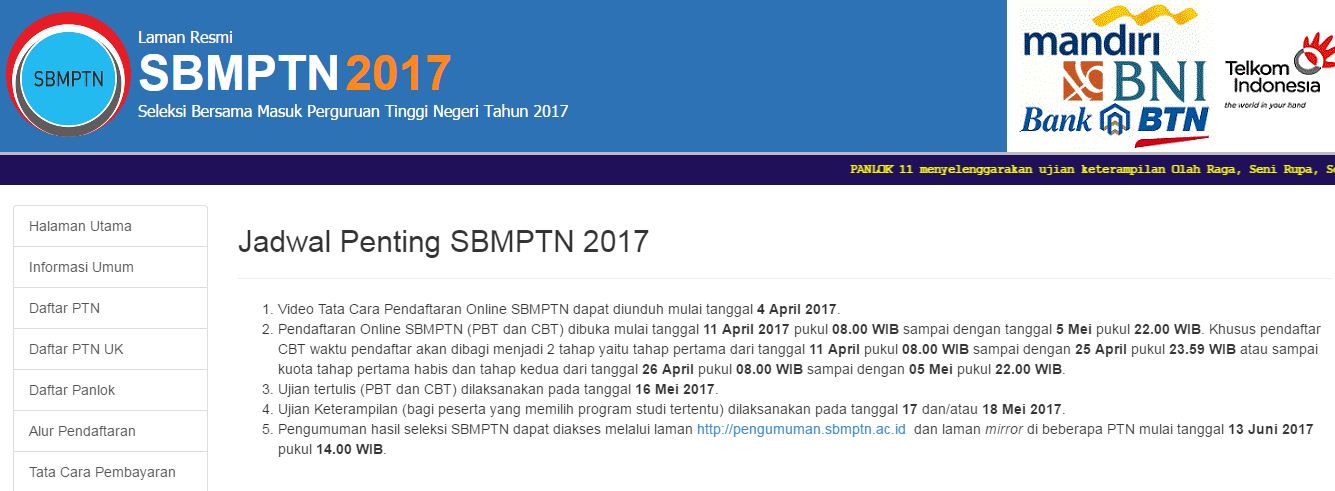 SBMPTN
Laman Resmi
SBMPTN 2017
Seleksi Bersama Masuk Perguruan Tinggi Negeri Tahun 2017
mandiri
BNI
Bank BTN
Telkom
Indonesia
the world in your hand
PANLOK 11 menyelenggarakan ujian keterampilan Olah Raga, Seni Rupa,
Halaman Utama
Informasi Umum
Daftar PTN
Daftar PTN UK
Daftar Panlok
Alur Pendaftaran
Tata Cara Pembayaran
Jadwal Penting SBMPTN 2017
1. Video Tata Cara Pendaftaran Online SBMPTN dapat diunduh mulai tanggal 4 April 2017.
2. Pendaftaran Online SBMPTN (PBT dan CBT) dibuka mulai tanggal 11 April 2017 pukul 08.00 WIB sampai dengan tanggal 5 Mei pukul 22.00 WIB. Khusus pendaftar
CBT waktu pendaftar akan dibagi menjadi 2 tahap yaitu tahap pertama dari tanggal 11 April pukul 08.00 WIB sampai dengan 25 April pukul 23.59 WIB atau sampai
kuota tahap pertama habis dan tahap kedua dari tanggal 26 April pukul 08.00 WIB sampai dengan 05 Mei pukul 22.00 WIB.
3. Ujian tertulis (PBT dan CBT) dilaksanakan pada tanggal 16 Mei 2017.
4. Ujian Keterampilan (bagi peserta yang memilih program studi tertentu) dilaksanakan pada tanggal 17 dan/atau 18 Mei 2017.
5. Pengumuman hasil seleksi SBMPTN dapat diakses melalui laman http://pengumuman.sbmptn.ac.id dan laman mirror di beberapa PTN mulai tanggal 13 Juni 2017
pukul 14.00 WIB.